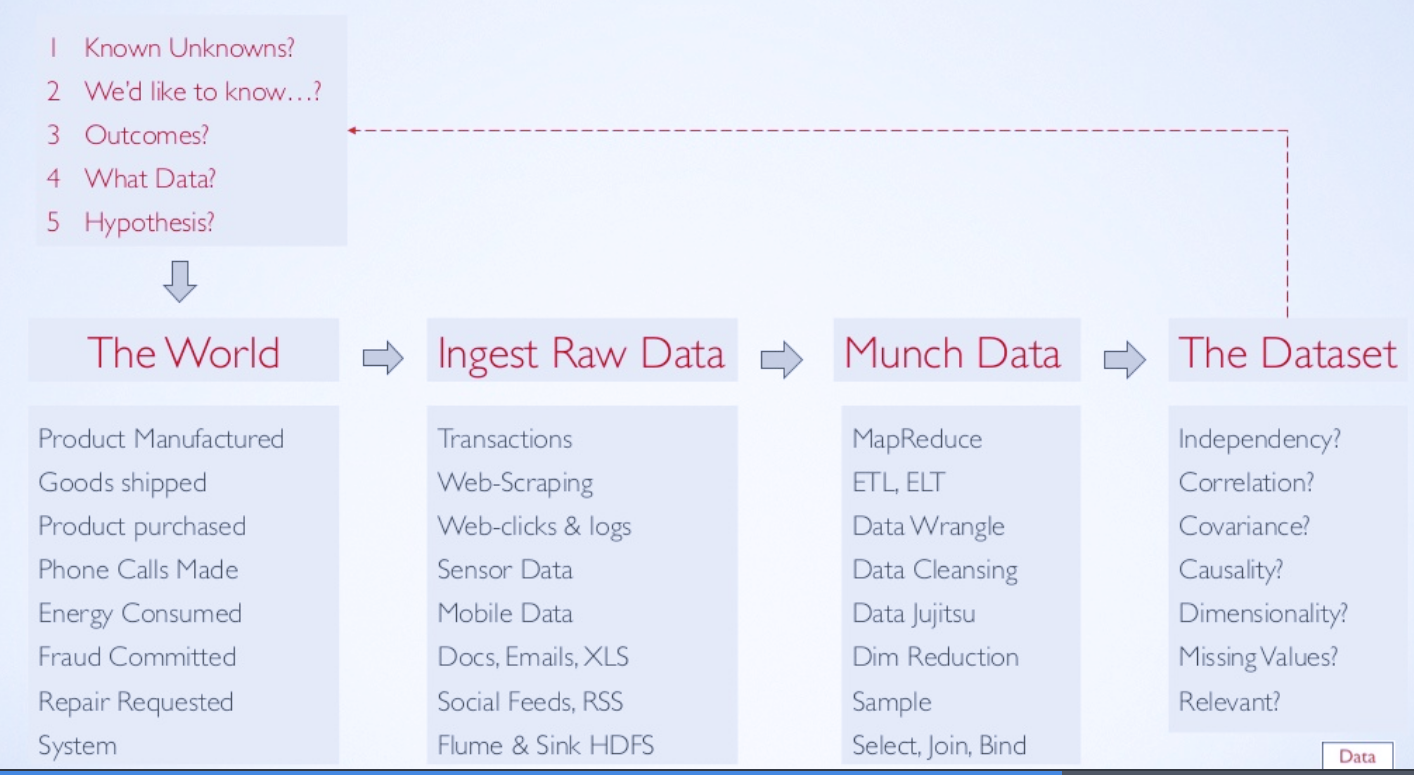 1 Known Unknowns?
2 We'd like to know…?
3 Outcomes?
4 What Data?
5 Hypothesis?
The World
Product Manufactured
Goods shipped
Product purchased
Phone Calls Made
Energy Consumed
Fraud Committed
Repair Requested
System
Ingest Raw Data
Transactions
Web-Scraping
Web-clicks & logs
Sensor Data
Mobile Data
Docs, Emails, XLS
Social Feeds, RSS
Flume & Sink HDFS
Munch Data
MapReduce
ETL, ELT
Data Wrangle
Data Cleansing
Data Jujitsu
Dim Reduction
Sample
Select, Join, Bind
The Dataset
Independency?
Correlation?
Covariance?
Causality?
Dimensionality?
Missing Values?
Relevant?
Data